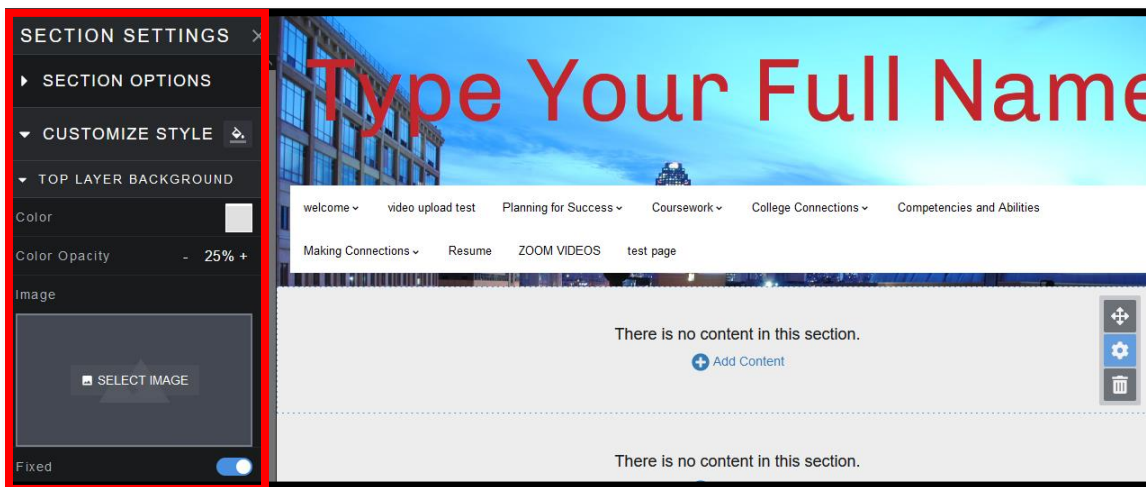 SECTION SETTINGS ×
SECTION OPTIONS
CUSTOMIZE STYLE
TOP LAYER BACKGROUND
Color
Color Opacity - 25% +
Image
SELECT IMAGE
Fixed
Type Your Full Name
welcome video upload test Planning for Success Coursework College Connections Competencies and Abilities
Making Connections Resume ZOOM VIDEOS test page
There is no content in this section.
Add Content
There is no content in this section.